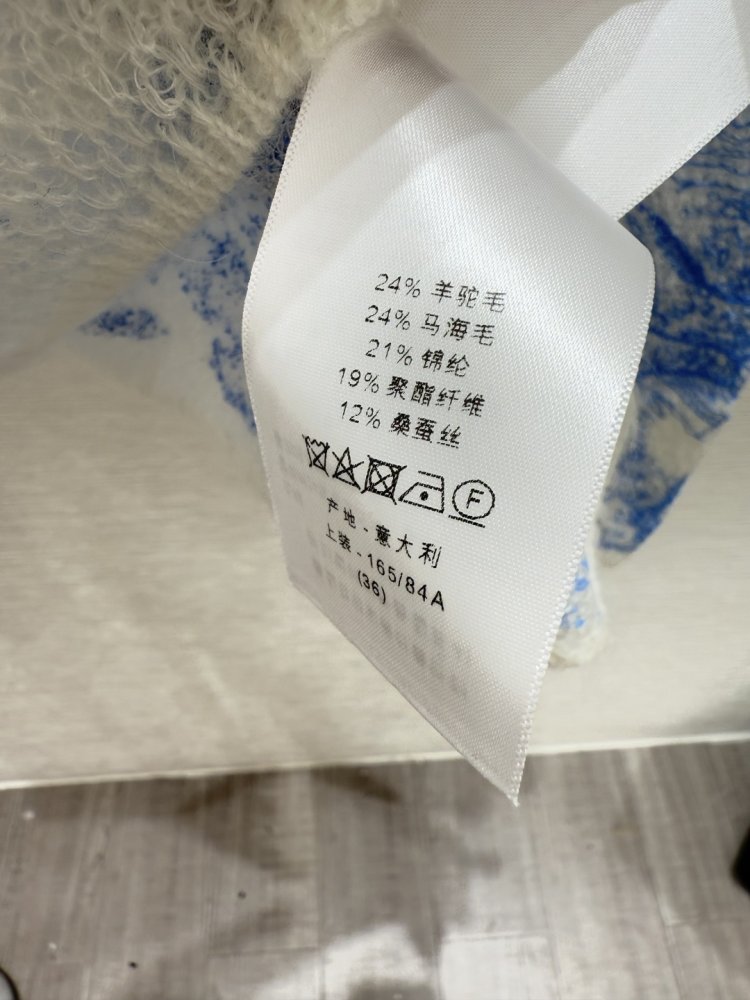 24% 羊驼毛
24% 马海毛
21% 锦纶
19% 聚酯纤维
12% 桑蚕丝
F
产地 - 意大利
上装 - 165/84A
(36)